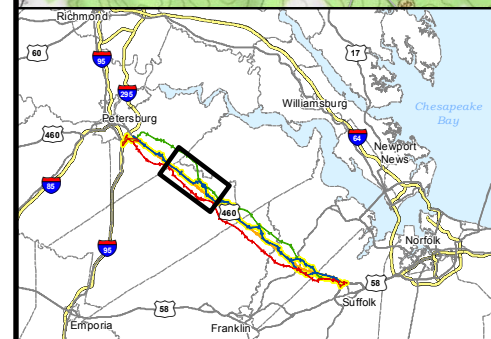 Richmond
60
95
17
295
Williamsburg
Chesapeake
Bay
Petersburg
460
64
Newport
News
85
460
95
Norfolk
58
Suffolk
58
Emporia
Franklin